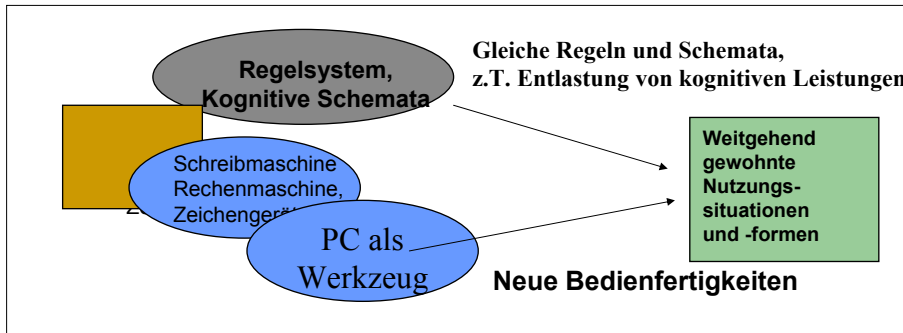 Regelsystem,
Kognitive Schemata
Gleiche Regeln und Schemata,
z.T. Entlastung von kognitiven Leistungen
Schreibmaschine
Rechenmaschine,
PC als
Werkzeug
Weitgehend
gewohnte
Nutzungs-
situationen
und -formen
Neue Bedienfertigkeiten